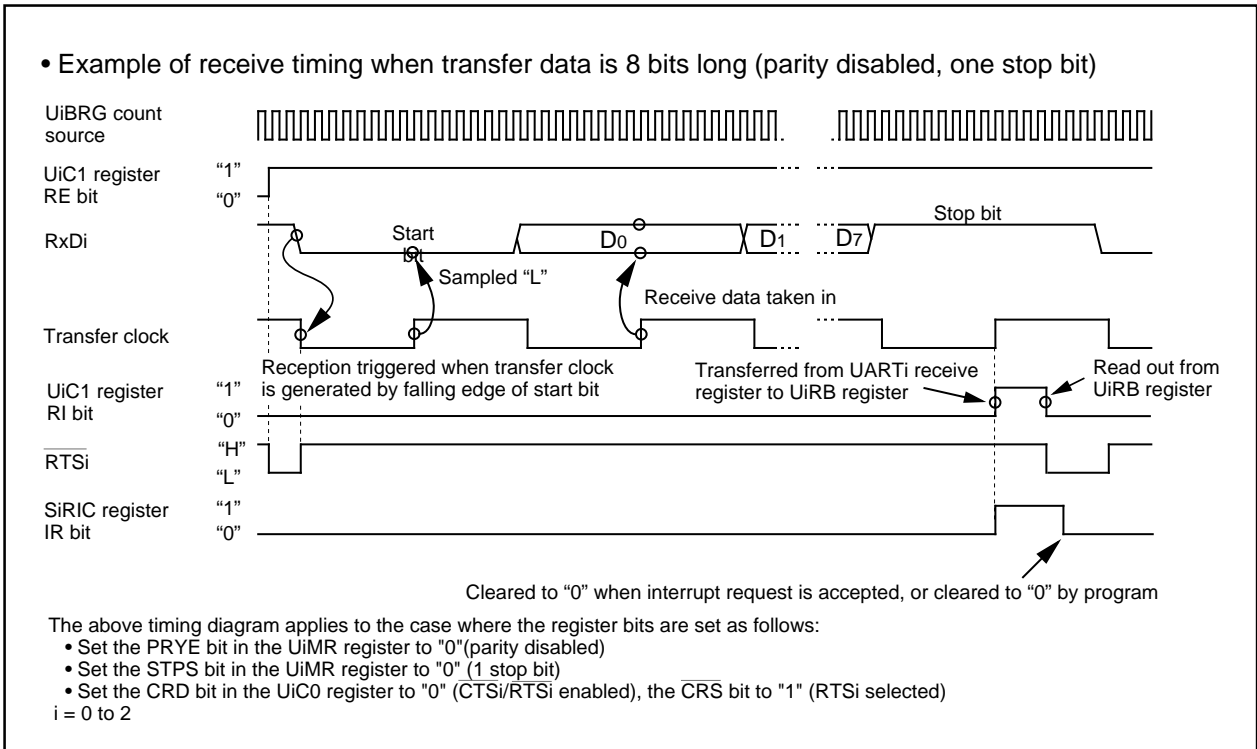 • Example of receive timing when transfer data is 8 bits long (parity disabled, one stop bit)
UiBRG count
source
UiC1 register
RE bit
“1”
“0”
RxDi
Start
bit
D0
D1
D7
Stop bit
Sampled “L”
Receive data taken in
Transfer clock
Reception triggered when transfer clock
is generated by falling edge of start bit
Transferred from UARTi receive
register to UiRB register
Read out from
UiRB register
UiC1 register
RI bit
“1”
“0”
RTSi
“H”
“L”
SiRIC register
IR bit
“1”
“0”
Cleared to “0” when interrupt request is accepted, or cleared to “0” by program
The above timing diagram applies to the case where the register bits are set as follows:
• Set the PRYE bit in the UiMR register to "0"(parity disabled)
• Set the STPS bit in the UiMR register to "0" (1 stop bit)
• Set the CRD bit in the UiC0 register to "0" (CTSi/RTSi enabled), the CRS bit to "1" (RTSi selected)
i = 0 to 2